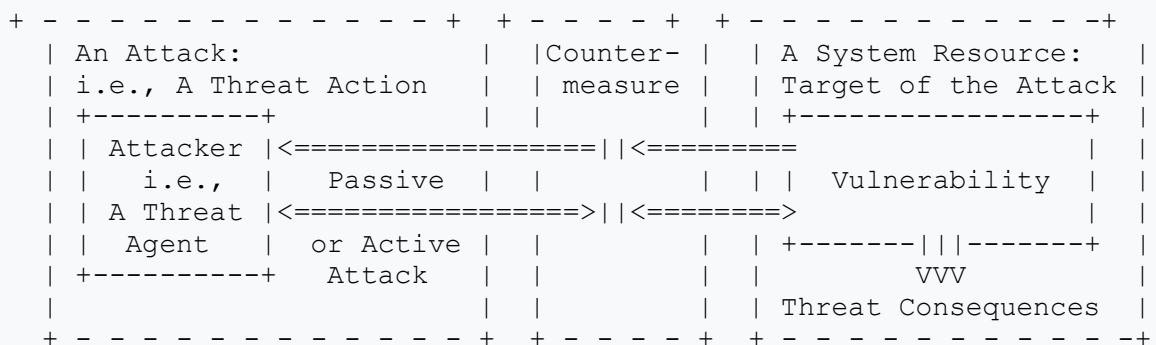 + - - - - - - - - - - - - + + - - - - + + - - - - - - - - - - -+
| An Attack: | |Counter- | | A System Resource: |
| i.e., A Threat Action | | measure | | Target of the Attack |
| +----------+ | | | | +-----------------+ |
| | Attacker |<==================||<========= | |
| | i.e., | Passive | | | | | Vulnerability | |
| | A Threat |<=================>||<========> | |
| | Agent | or Active | | | | +-------|||-------+ |
| +----------+ Attack | | | | VVV |
| | | | | Threat Consequences |
+ - - - - - - - - - - - - + + - - - - + + - - - - - - - - - - -+